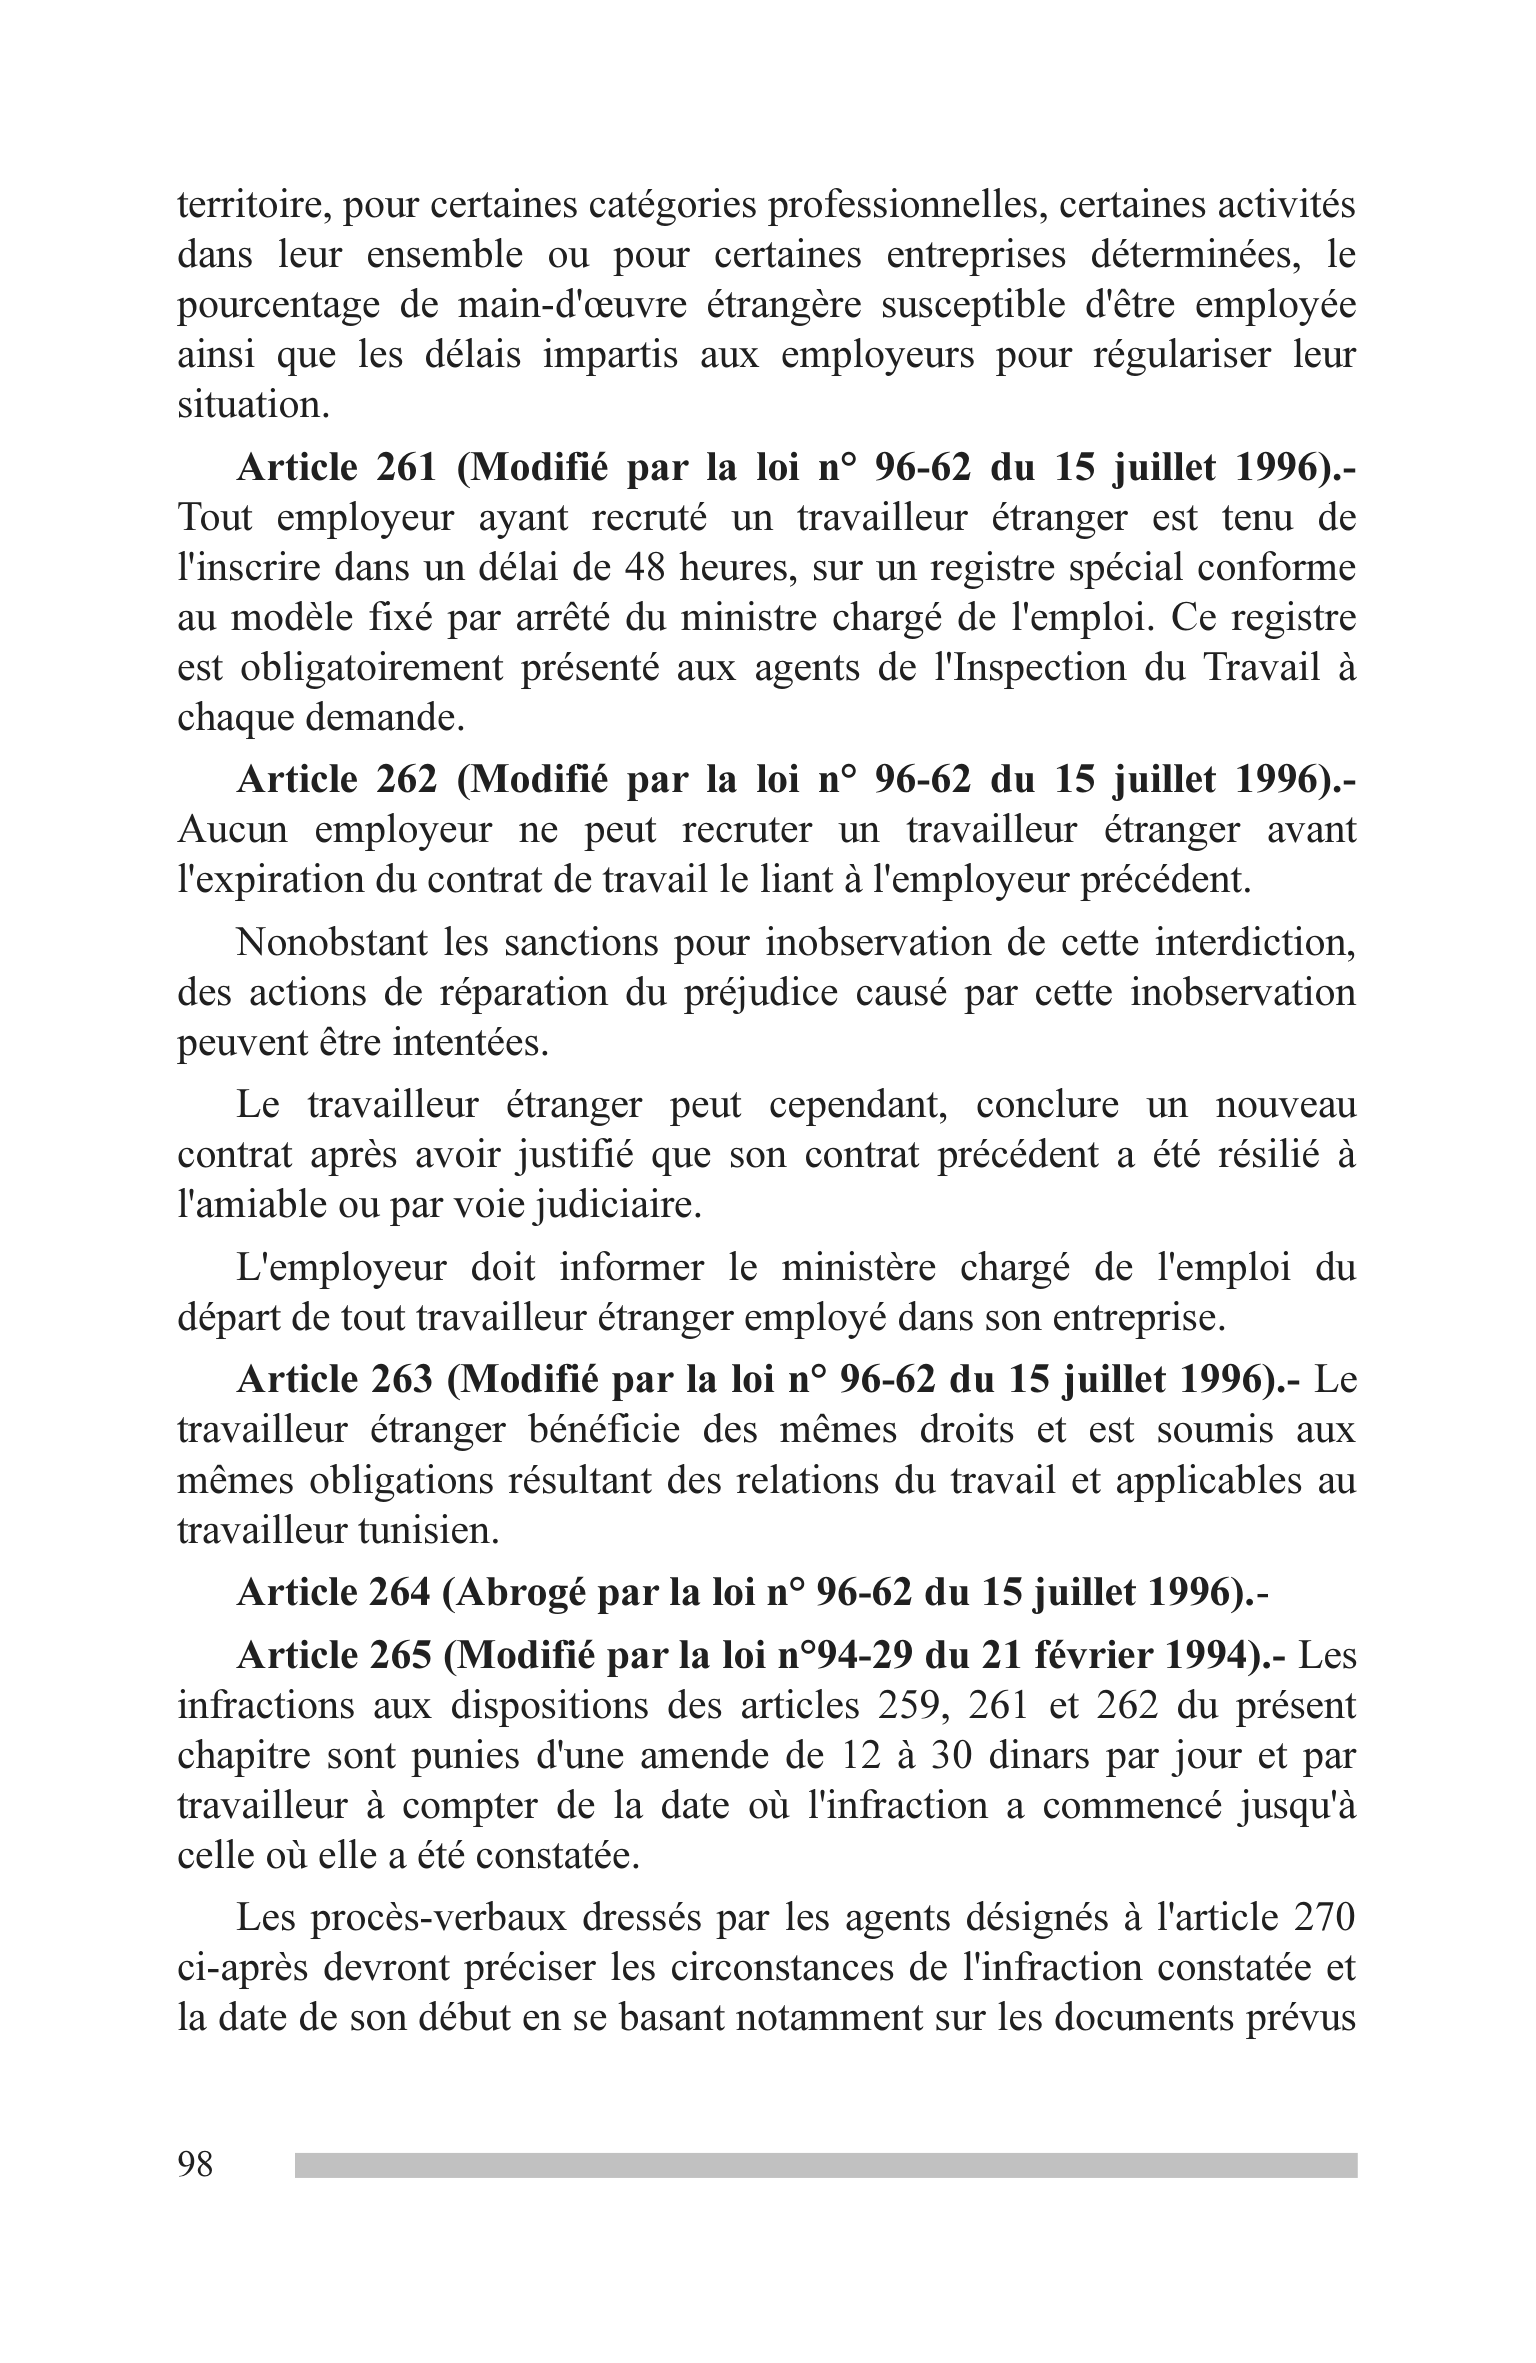 territoire, pour certaines catégories professionnelles, certaines activités
dans leur ensemble ou pour certaines entreprises déterminées, le
pourcentage de main-d'œuvre étrangère susceptible d'être employée
ainsi que les délais impartis aux employeurs pour régulariser leur
situation.
Article 261 (Modifié par la loi n° 96-62 du 15 juillet 1996).-
Tout employeur ayant recruté un travailleur étranger est tenu de
l'inscrire dans un délai de 48 heures, sur un registre spécial conforme
au modèle fixé par arrêté du ministre chargé de l'emploi. Ce registre
est obligatoirement présenté aux agents de l'Inspection du Travail à
chaque demande.
Article 262 (Modifié par la loi n° 96-62 du 15 juillet 1996).-
Aucun employeur ne peut recruter un travailleur étranger avant
l'expiration du contrat de travail le liant à l'employeur précédent.
Nonobstant les sanctions pour inobservation de cette interdiction,
des actions de réparation du préjudice causé par cette inobservation
peuvent être intentées.
Le travailleur étranger peut cependant, conclure un nouveau
contrat après avoir justifié que son contrat précédent a été résilié à
l'amiable ou par voie judiciaire.
L'employeur doit informer le ministère chargé de l'emploi du
départ de tout travailleur étranger employé dans son entreprise.
Article 263 (Modifié par la loi n° 96-62 du 15 juillet 1996).- Le
travailleur étranger bénéficie des mêmes droits et est soumis aux
mêmes obligations résultant des relations du travail et applicables au
travailleur tunisien.
Article 264 (Abrogé par la loi n° 96-62 du 15 juillet 1996).-
Article 265 (Modifié par la loi n°94-29 du 21 février 1994).- Les
infractions aux dispositions des articles 259, 261 et 262 du présent
chapitre sont punies d'une amende de 12 à 30 dinars par jour et par
travailleur à compter de la date où l'infraction a commencé jusqu'à
celle où elle a été constatée.
Les procès-verbaux dressés par les agents désignés à l'article 270
ci-après devront préciser les circonstances de l'infraction constatée et
la date de son début en se basant notamment sur les documents prévus
98